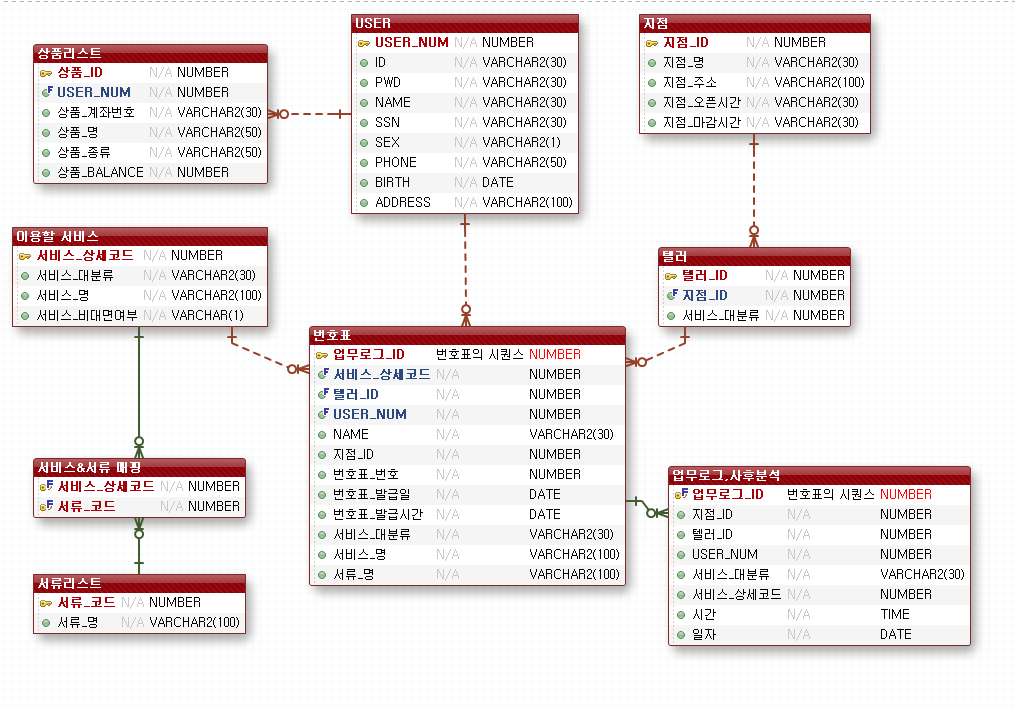 상품리스트
상품_ID N/A NUMBER
USER_NUM N/A NUMBER
상품_계좌번호 N/A VARCHAR2(30)
상품_명 N/A VARCHAR2(50)
상품_종류 N/A VARCHAR2(50)
상품_BALANCE N/A NUMBER
USER
USER_NUM N/A NUMBER
ID N/A VARCHAR2(30)
PWD N/A VARCHAR2(30)
NAME N/A VARCHAR2(30)
SSN N/A VARCHAR2(30)
SEX N/A VARCHAR2(1)
PHONE N/A VARCHAR2(50)
BIRTH N/A DATE
ADDRESS N/A VARCHAR2(100)
지점
지점_ID N/A NUMBER
지점_명 N/A VARCHAR2(30)
지점_주소 N/A VARCHAR2(100)
지점_오픈시간 N/A VARCHAR2(30)
지점_마감시간 N/A VARCHAR2(30)
이용할 서비스
서비스_상세코드 N/A NUMBER
서비스_대분류 N/A VARCHAR2(30)
서비스_명 N/A VARCHAR2(100)
서비스_비대면여부 N/A VARCHAR(1)
텔러
텔러_ID N/A NUMBER
지점_ID N/A NUMBER
서비스_대분류 N/A NUMBER
번호표
업무로그_ID 번호표의 시퀀스 NUMBER
서비스_상세코드 N/A NUMBER
텔러_ID N/A NUMBER
USER_NUM N/A NUMBER
NAME N/A VARCHAR2(30)
지점_ID N/A NUMBER
번호표_번호 N/A NUMBER
번호표_발급일 N/A DATE
번호표_발급시간 N/A DATE
서비스_대분류 N/A VARCHAR2(30)
서비스_명 N/A VARCHAR2(100)
서류_명 N/A VARCHAR2(100)
서비스&서류 매핑
서비스_상세코드 N/A NUMBER
서류_코드 N/A NUMBER
업무로그,사후분석
업무로그_ID 번호표의 시퀀스 NUMBER
지점_ID N/A NUMBER
텔러_ID N/A NUMBER
USER_NUM N/A NUMBER
서비스_대분류 N/A VARCHAR2(30)
서비스_상세코드 N/A NUMBER
시간 N/A TIME
일자 N/A DATE
서류리스트
서류_코드 N/A NUMBER
서류_명 N/A VARCHAR2(100)